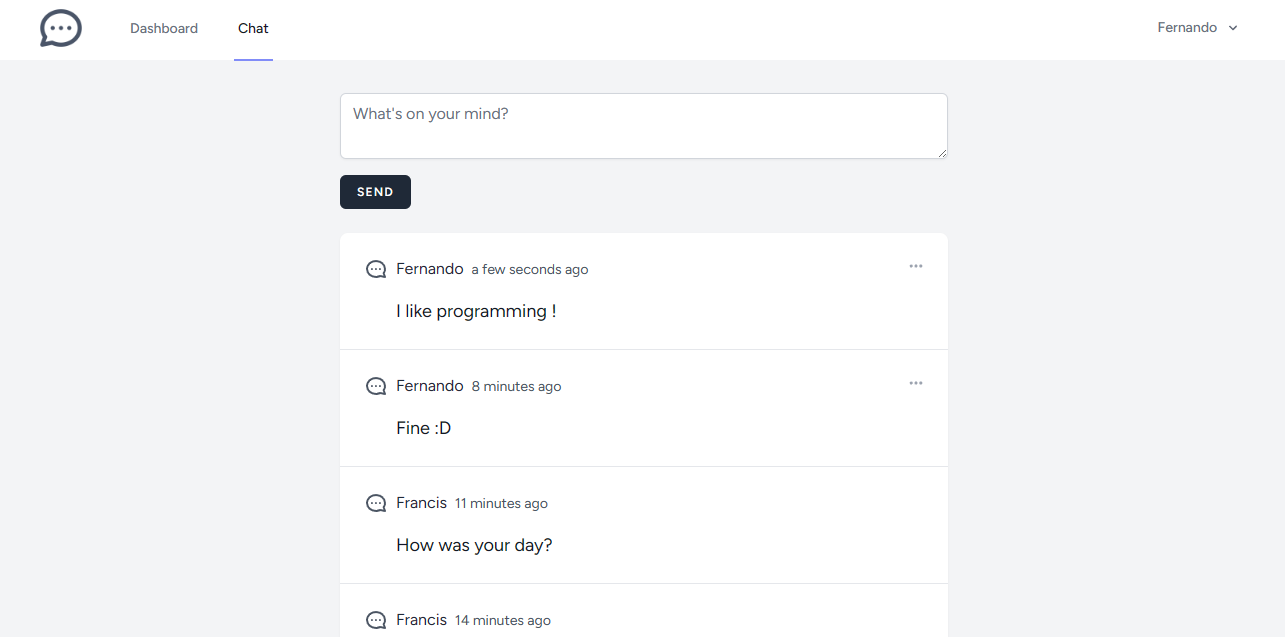 Dashboard Chat Fernando
What's on your mind?
SEND
Fernando a few seconds ago
I like programming !
Fernando 8 minutes ago
Fine :D
Francis 11 minutes ago
How was your day?
Francis 14 minutes ago